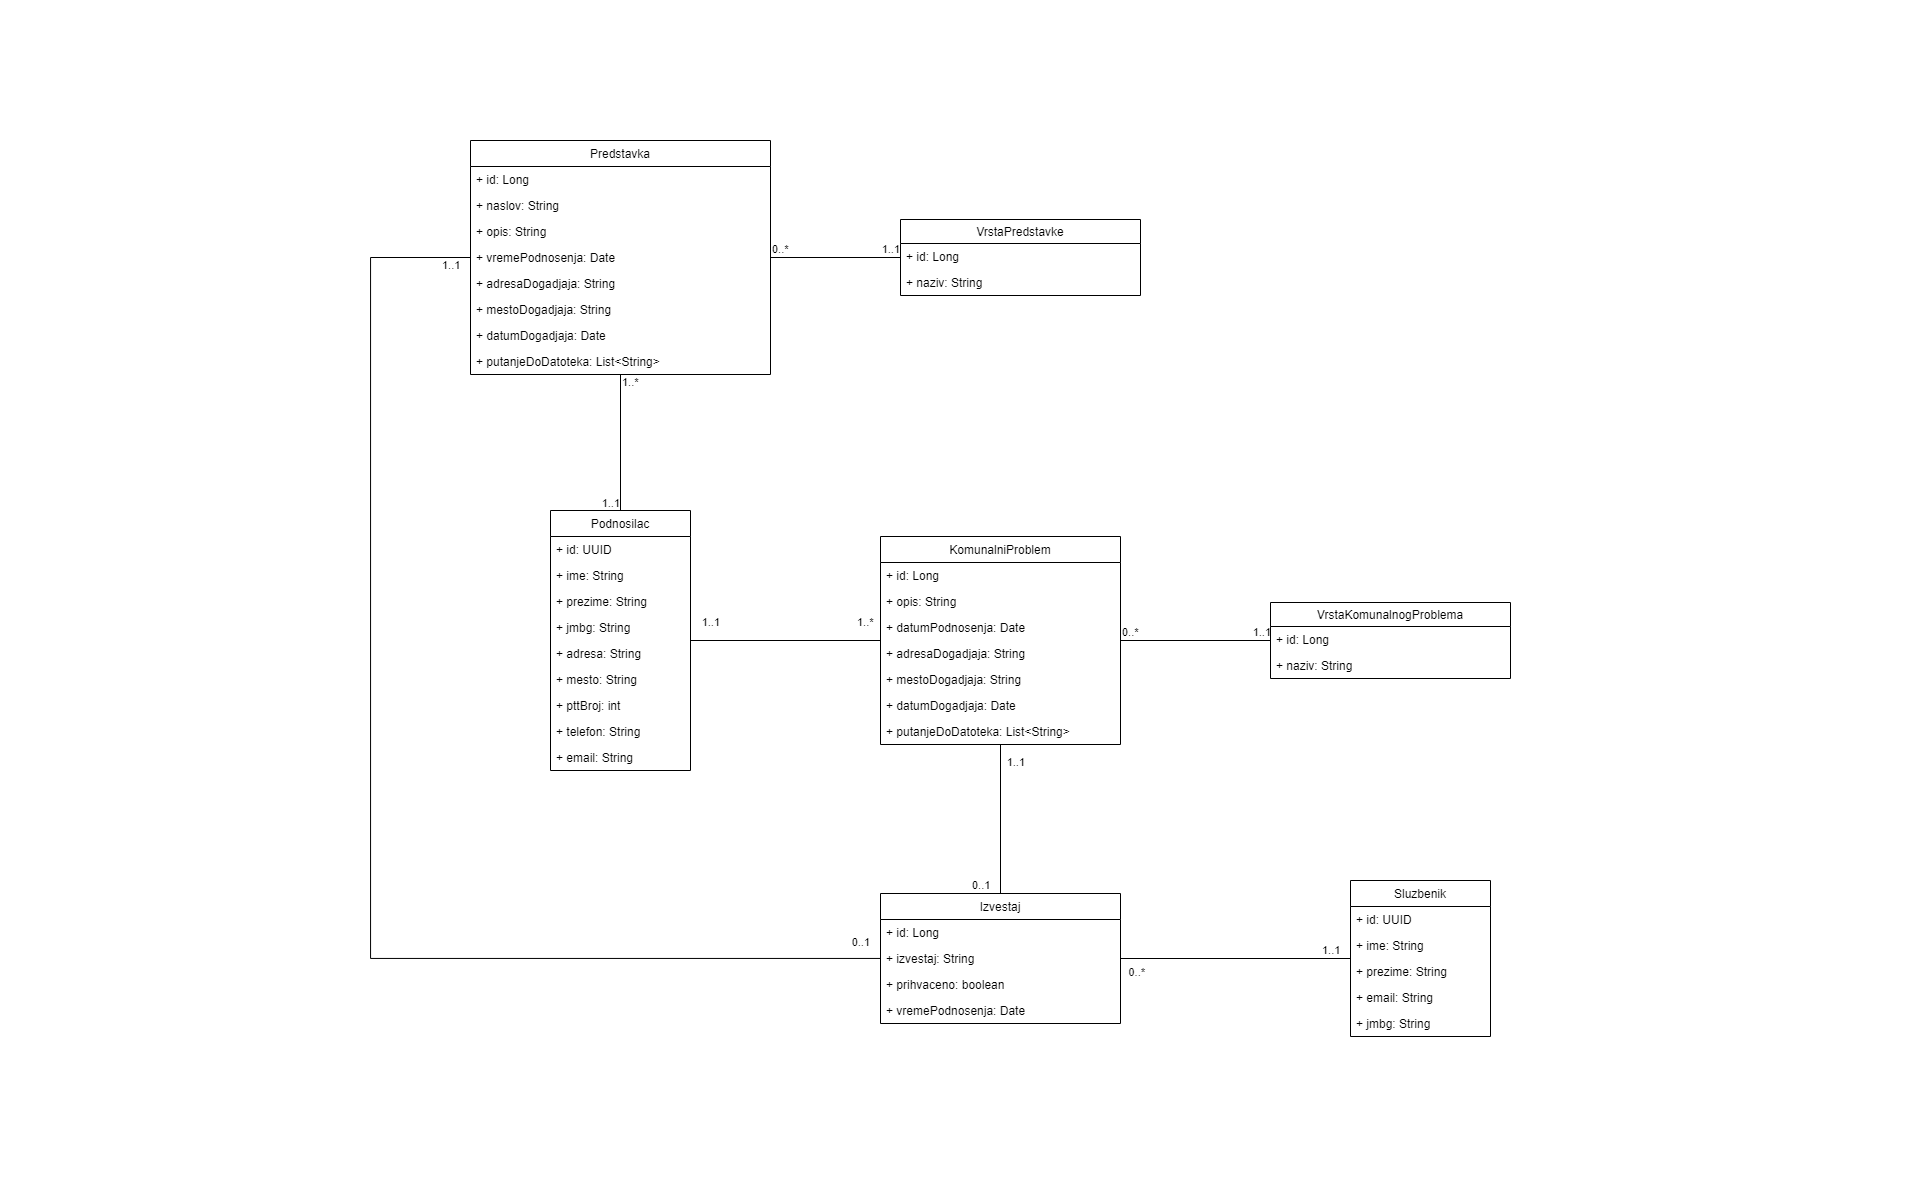 Predstavka
+ id: Long
+ naslov: String
+ opis: String
+ vremePodnosenja: Date
+ adresaDogadjaja: String
+ mestoDogadjaja: String
+ datumDogadjaja: Date
+ putanjeDoDatoteka: List<String>
1..1
0..*
1..1
1..*
VrstaPredstavke
+ id: Long
+ naziv: String
1..1
Podnosilac
+ id: UUID
+ ime: String
+ prezime: String
+ jmbg: String
+ adresa: String
+ mesto: String
+ pttBroj: int
+ telefon: String
+ email: String
1..1
1..*
KomunalniProblem
+ id: Long
+ opis: String
+ datumPodnosenja: Date
+ adresaDogadjaja: String
+ mestoDogadjaja: String
+ datumDogadjaja: Date
+ putanjeDoDatoteka: List<String>
0..*
1..1
VrstaKomunalnogProblema
+ id: Long
+ naziv: String
1..1
0..1
0..1
Izvestaj
+ id: Long
+ izvestaj: String
+ prihvaceno: boolean
+ vremePodnosenja: Date
0..*
1..1
Sluzbenik
+ id: UUID
+ ime: String
+ prezime: String
+ email: String
+ jmbg: String